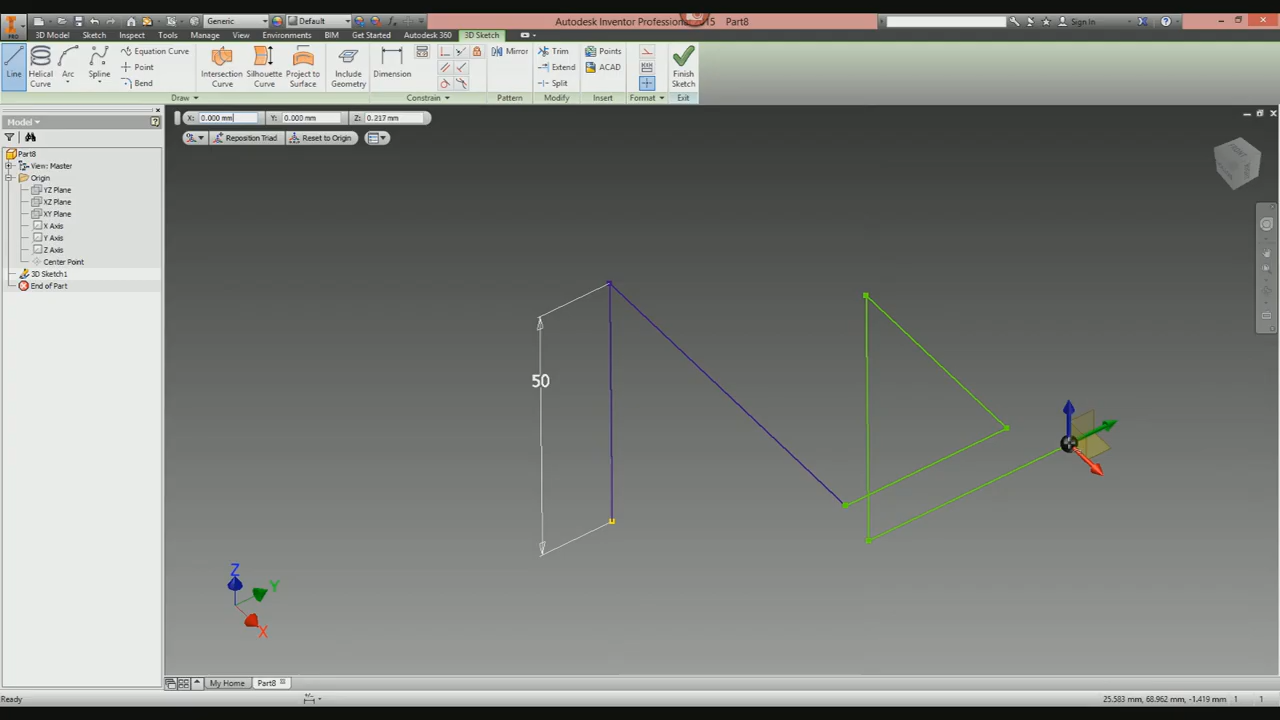 Generic
Default
Autodesk Inventor Professional 15 Part8
Sign In
PRO
3D Model Sketch Inspect Tools Manage View Environments BIM Get Started Autodesk 360 3D Sketch
Line
Helical Curve
Arc
Spline
Equation Curve
Point
Bend
Intersection Curve
Silhouette Curve
Project to Surface
Include Geometry
Dimension
Mirror
Trim
Extend
Split
Points
ACAD
Finish Sketch
Draw
Constrain
Pattern
Modify
Insert
Format
Exit
Model
X: 0.000 mm Y: 0.000 mm Z: 0.217 mm
Reposition Triad Reset to Origin
Part8
View: Master
Origin
YZ Plane
XZ Plane
XY Plane
X Axis
Y Axis
Z Axis
Center Point
3D Sketch1
End of Part
50
Z
Y
X
My Home Part8
Ready
25.583 mm, 68.962 mm, -1.419 mm 1 1